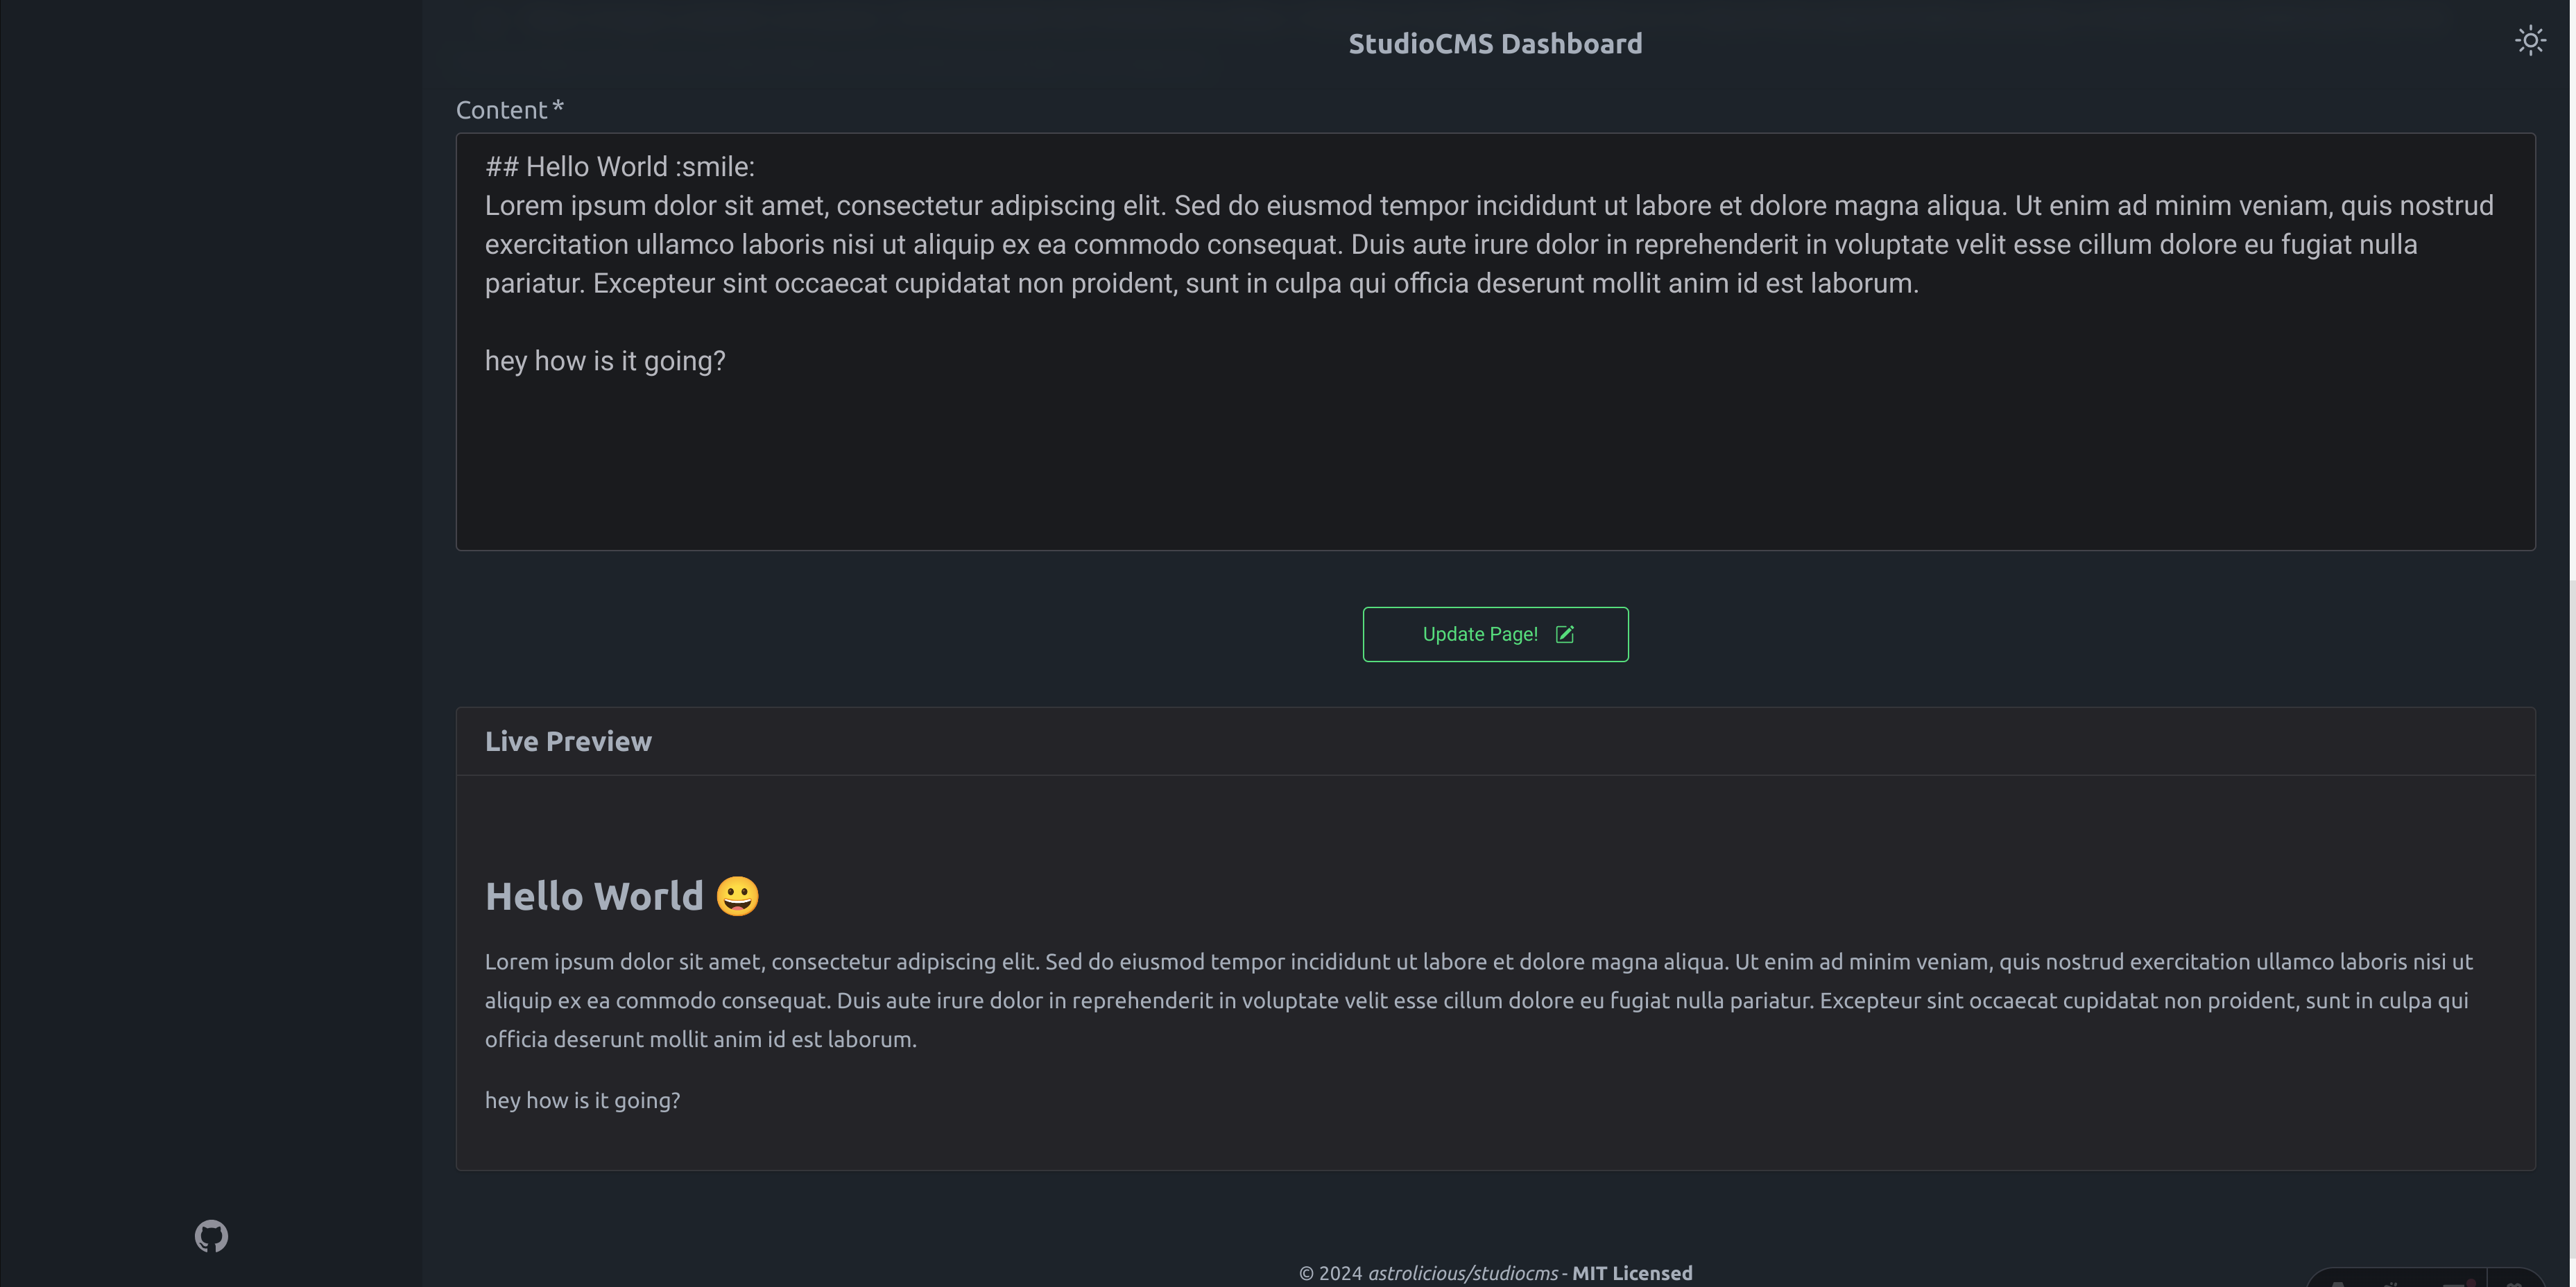 StudioCMS Dashboard
Content *
## Hello World :smile:
Lorem ipsum dolor sit amet, consectetur adipiscing elit. Sed do eiusmod tempor incididunt ut labore et dolore magna aliqua. Ut enim ad minim veniam, quis nostrud
exercitation ullamco laboris nisi ut aliquip ex ea commodo consequat. Duis aute irure dolor in reprehenderit in voluptate velit esse cillum dolore eu fugiat nulla
pariatur. Excepteur sint occaecat cupidatat non proident, sunt in culpa qui officia deserunt mollit anim id est laborum.
hey how is it going?
Update Page!
Live Preview
Hello World 😀
Lorem ipsum dolor sit amet, consectetur adipiscing elit. Sed do eiusmod tempor incididunt ut labore et dolore magna aliqua. Ut enim ad minim veniam, quis nostrud exercitation ullamco laboris nisi ut
aliquip ex ea commodo consequat. Duis aute irure dolor in reprehenderit in voluptate velit esse cillum dolore eu fugiat nulla pariatur. Excepteur sint occaecat cupidatat non proident, sunt in culpa qui
officia deserunt mollit anim id est laborum.
hey how is it going?
© 2024 astrolicious/studiocms - MIT Licensed